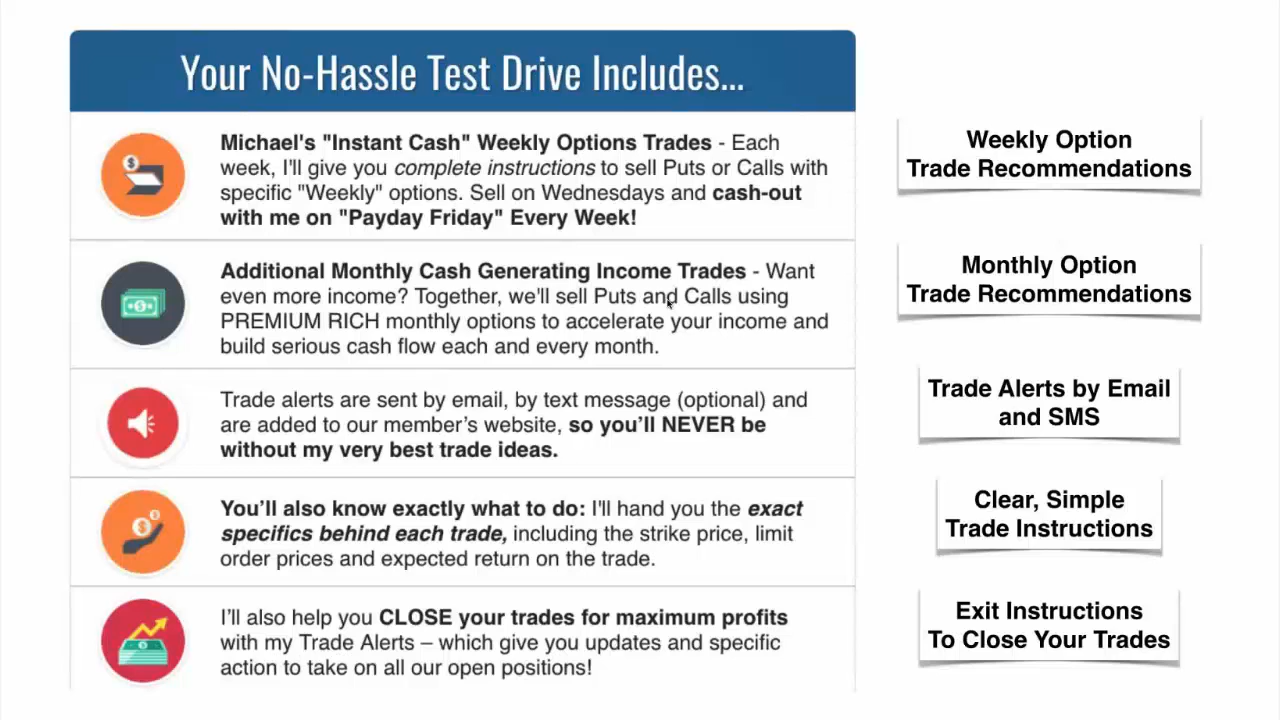 Your No-Hassle Test Drive Includes...
Michael's "Instant Cash" Weekly Options Trades - Each
week, I'll give you complete instructions to sell Puts or Calls with
specific "Weekly" options. Sell on Wednesdays and cash-out
with me on "Payday Friday" Every Week!
Weekly Option
Trade Recommendations
Additional Monthly Cash Generating Income Trades - Want
even more income? Together, we'll sell Puts and Calls using
PREMIUM RICH monthly options to accelerate your income and
build serious cash flow each and every month.
Monthly Option
Trade Recommendations
Trade alerts are sent by email, by text message (optional) and
are added to our member’s website, so you’ll NEVER be
without my very best trade ideas.
Trade Alerts by Email
and SMS
You’ll also know exactly what to do: I'll hand you the exact
specifics behind each trade, including the strike price, limit
order prices and expected return on the trade.
Clear, Simple
Trade Instructions
I’ll also help you CLOSE your trades for maximum profits
with my Trade Alerts – which give you updates and specific
action to take on all our open positions!
Exit Instructions
To Close Your Trades